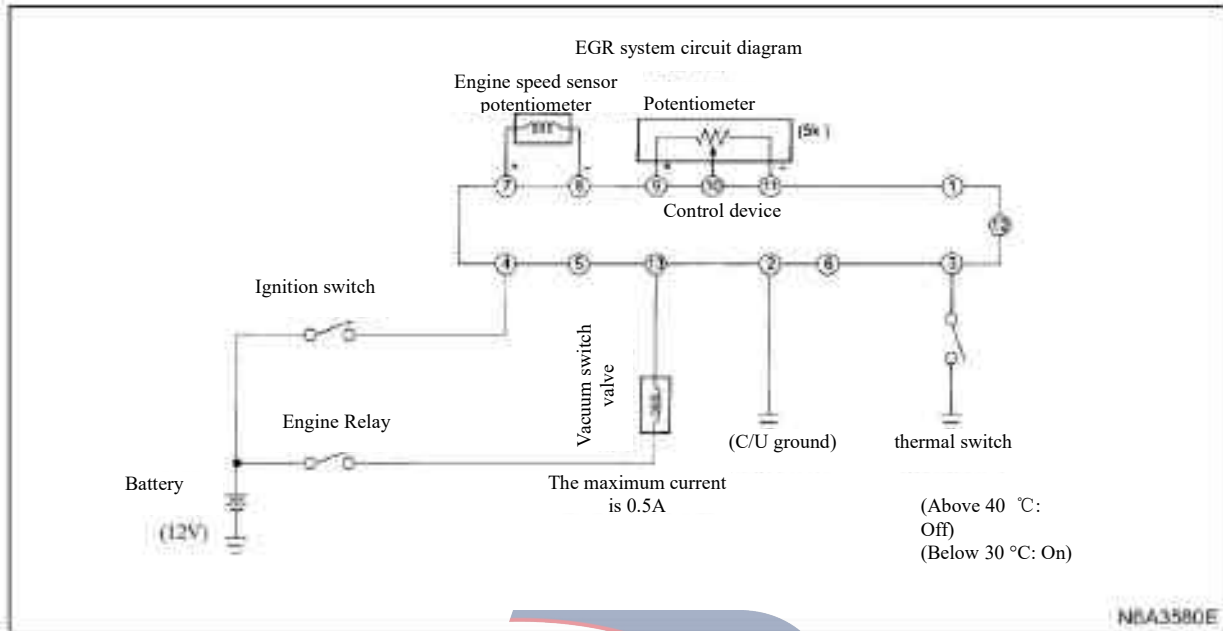 EGR system circuit diagram
Engine speed sensor
potentiometer
Potentiometer
(5k )
+
-
+
-
7
8
9
10
11
1
Control device
12
4
5
13
2
6
3
Ignition switch
Vacuum switch
valve
Engine Relay
(C/U ground)
thermal switch
Battery
The maximum current
is 0.5A
(12V)
(Above 40 ℃:
Off)
(Below 30 °C: On)
N6A3580E